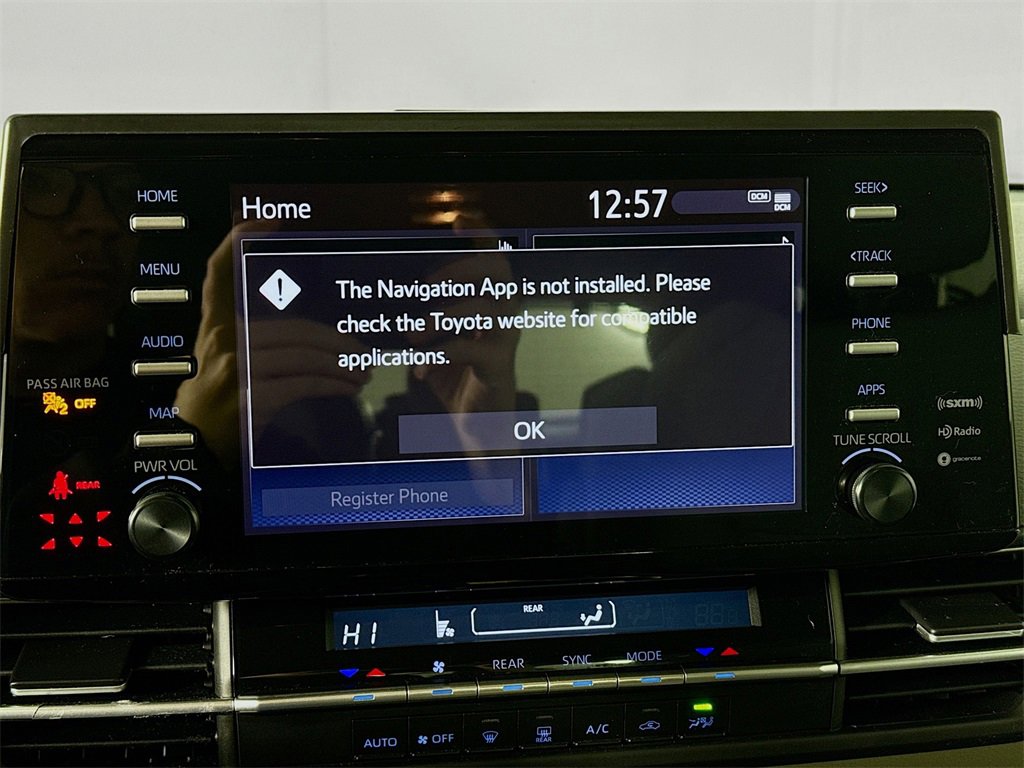 HOME
MENU
AUDIO
PASS AIR BAG
OFF
MAP
PWR VOL
REAR
Home
12:57
DCM
DCM
The Navigation App is not installed. Please
check the Toyota website for compatible
applications.
OK
Register Phone
SEEK>
<TRACK
PHONE
APPS
TUNE SCROLL
((sxm))
HD Radio
gracenote
HI
REAR
REAR
SYNC
MODE
AUTO
OFF
REAR
A/C